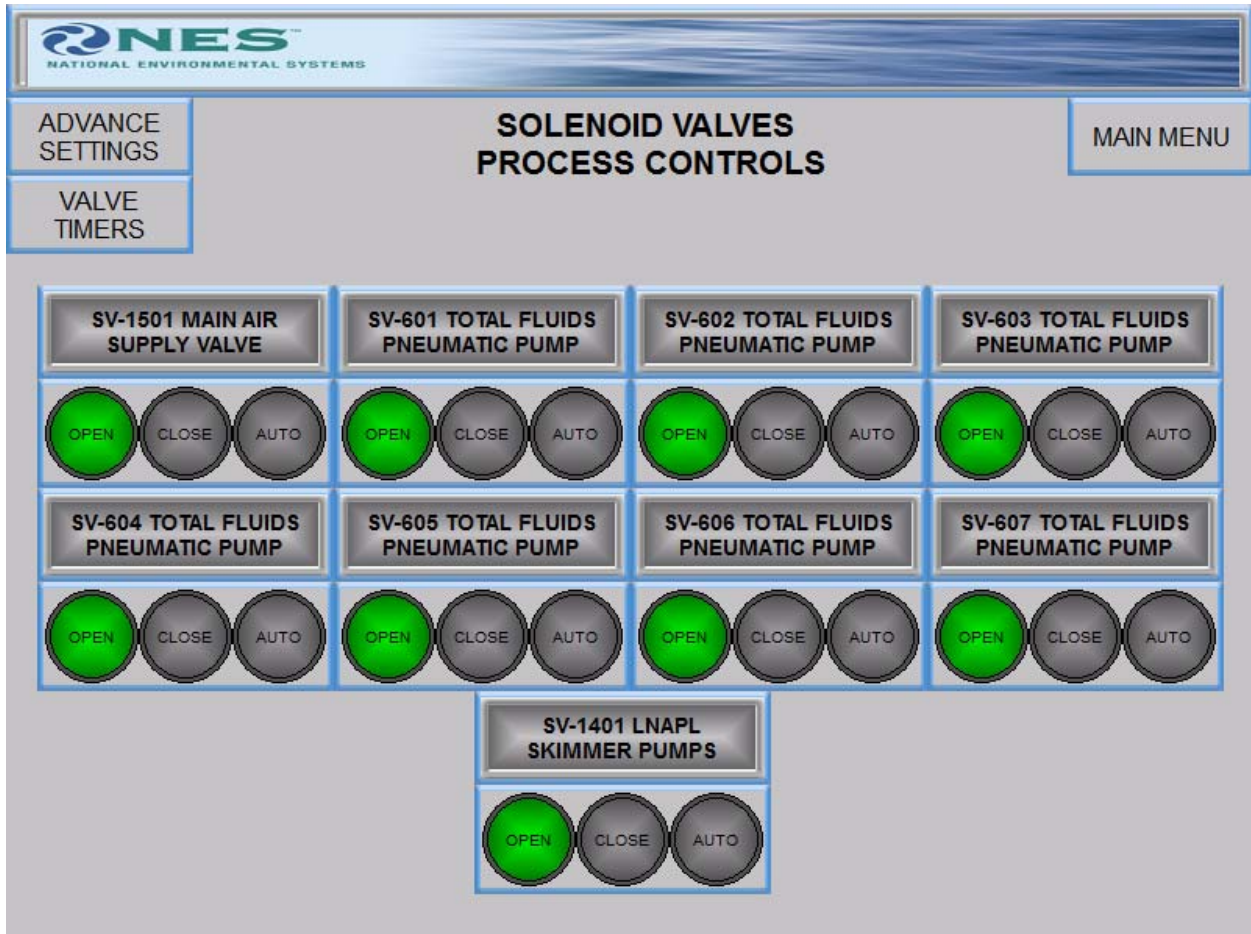 NES™
NATIONAL ENVIRONMENTAL SYSTEMS
ADVANCE
SETTINGS
SOLENOID VALVES
PROCESS CONTROLS
MAIN MENU
VALVE
TIMERS
SV-1501 MAIN AIR
SUPPLY VALVE
SV-601 TOTAL FLUIDS
PNEUMATIC PUMP
SV-602 TOTAL FLUIDS
PNEUMATIC PUMP
SV-603 TOTAL FLUIDS
PNEUMATIC PUMP
OPEN CLOSE AUTO
OPEN CLOSE AUTO
OPEN CLOSE AUTO
OPEN CLOSE AUTO
SV-604 TOTAL FLUIDS
PNEUMATIC PUMP
SV-605 TOTAL FLUIDS
PNEUMATIC PUMP
SV-606 TOTAL FLUIDS
PNEUMATIC PUMP
SV-607 TOTAL FLUIDS
PNEUMATIC PUMP
OPEN CLOSE AUTO
OPEN CLOSE AUTO
OPEN CLOSE AUTO
OPEN CLOSE AUTO
SV-1401 LNAPL
SKIMMER PUMPS
OPEN CLOSE AUTO